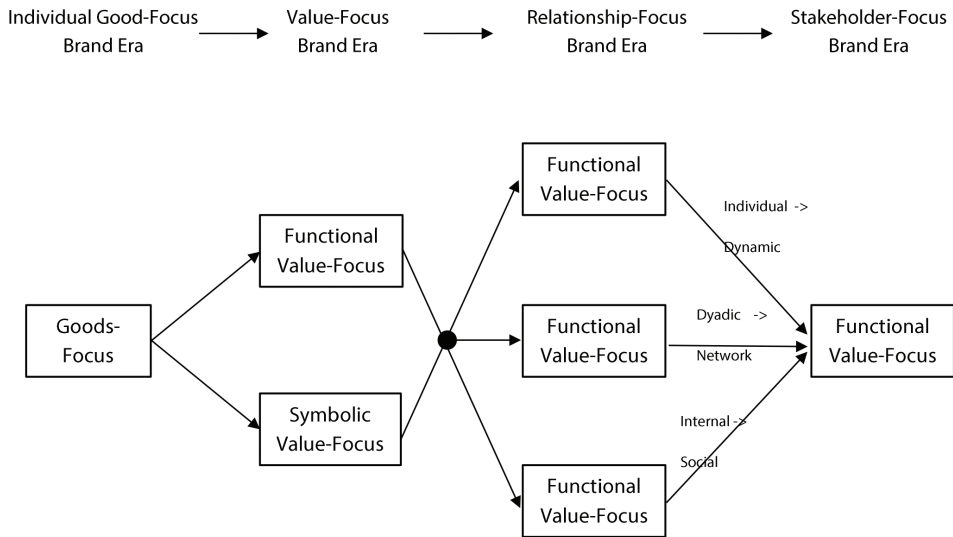 Individual Good-Focus
Brand Era
Value-Focus
Brand Era
Relationship-Focus
Brand Era
Stakeholder-Focus
Brand Era
Goods-
Focus
Functional
Value-Focus
Symbolic
Value-Focus
Functional
Value-Focus
Functional
Value-Focus
Functional
Value-Focus
Individual ->
Dynamic
Dyadic ->
Network
Internal ->
Social
Functional
Value-Focus